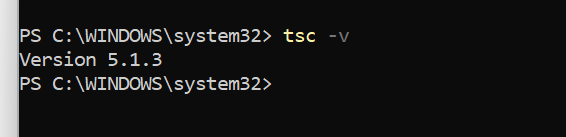 PS C:\WINDOWS\system32> tsc -v
Version 5.1.3
PS C:\WINDOWS\system32>